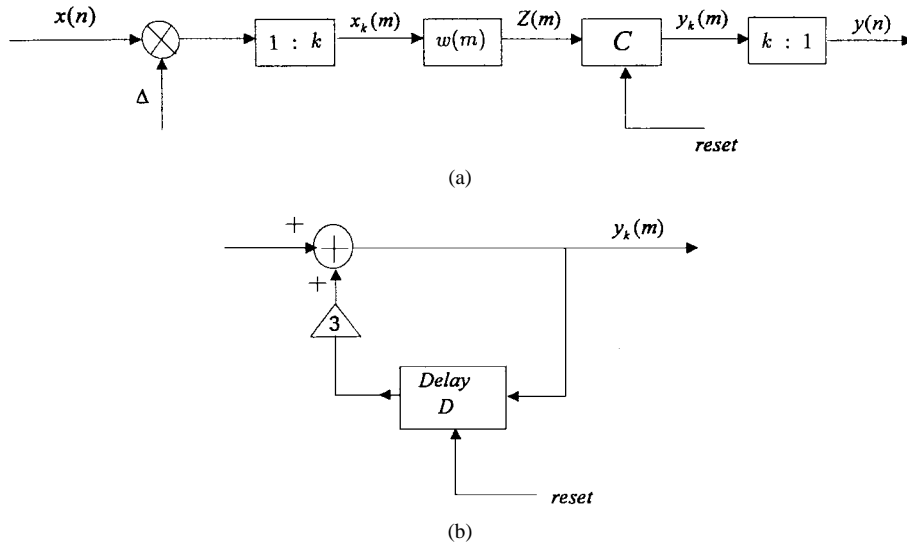 x(n)
1 : k
x_k(m)
w(m)
Z(m)
C
y_k(m)
k : 1
y(n)
Δ
reset
(a)
+
+
y_k(m)
+
3
Delay
D
reset
(b)